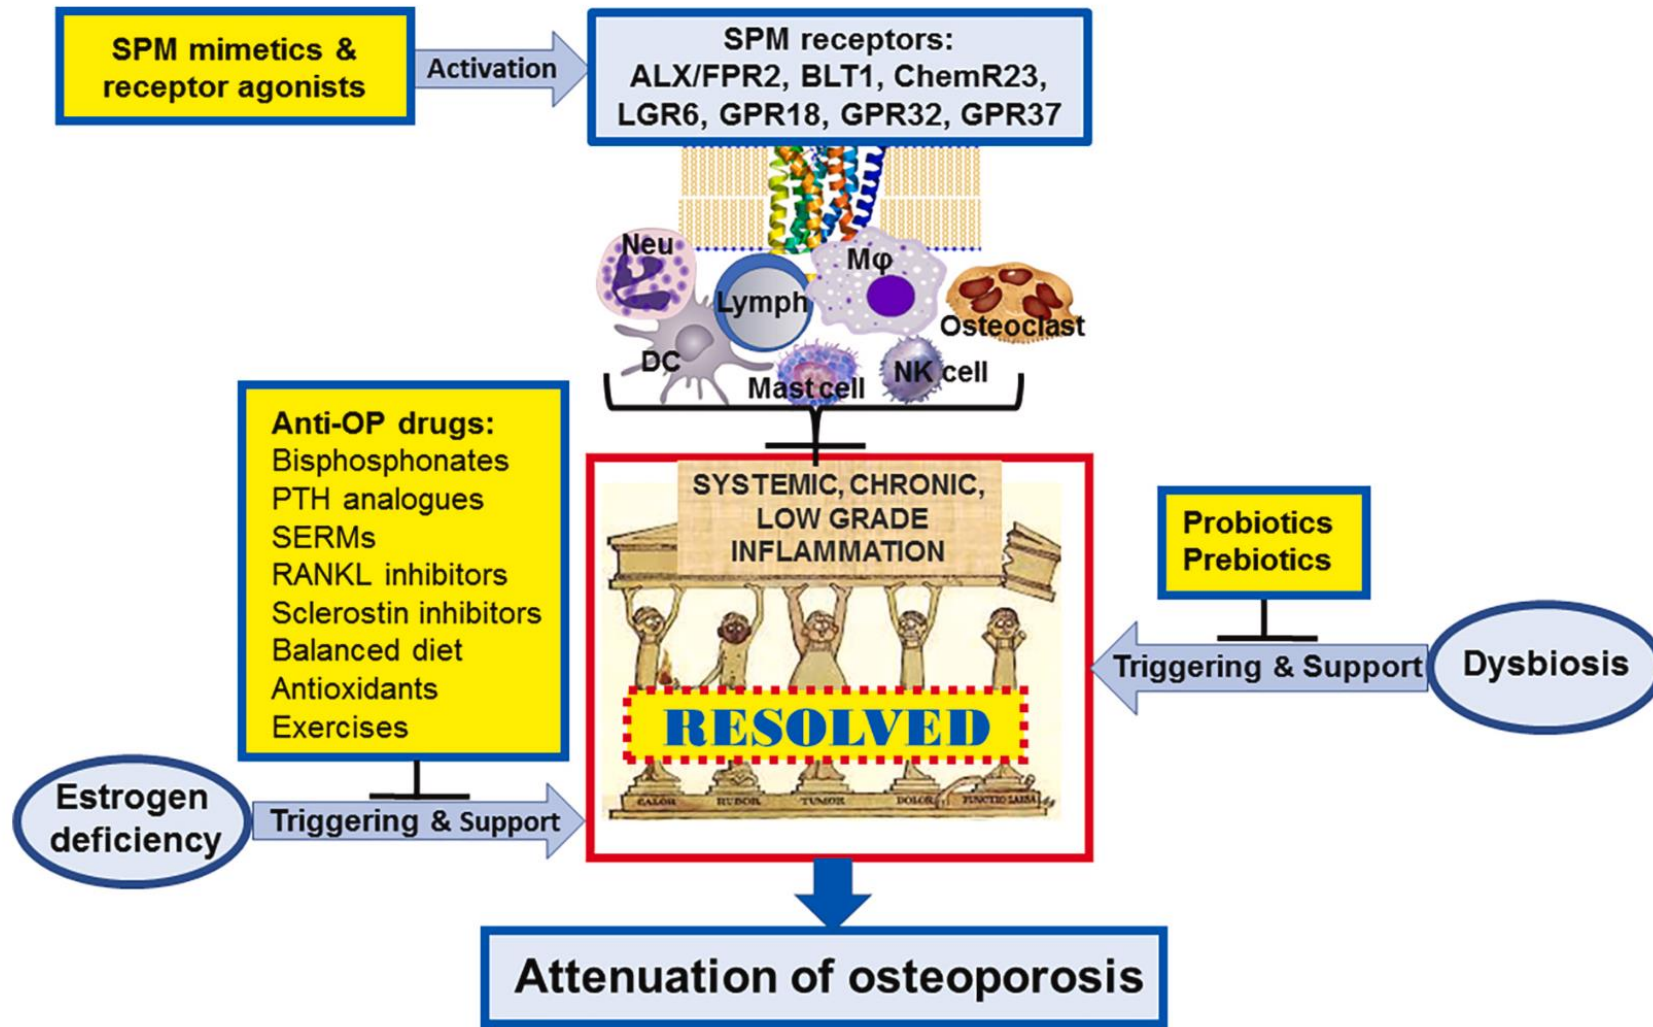 SPM mimetics &
receptor agonists
Activation
SPM receptors:
ALX/FPR2, BLT1, ChemR23,
LGR6, GPR18, GPR32, GPR37
Neu
Lymph
Mφ
Osteoclast
DC
Mast cell
NK cell
Anti-OP drugs:
Bisphosphonates
PTH analogues
SERMs
RANKL inhibitors
Sclerostin inhibitors
Balanced diet
Antioxidants
Exercises
SYSTEMIC, CHRONIC,
LOW GRADE
INFLAMMATION
Probiotics
Prebiotics
Triggering & Support
Dysbiosis
RESOLVED
Estrogen
deficiency
Triggering & Support
CALOR RUBOR TUMOR DOLOR FUNCTIO LAESA
Attenuation of osteoporosis